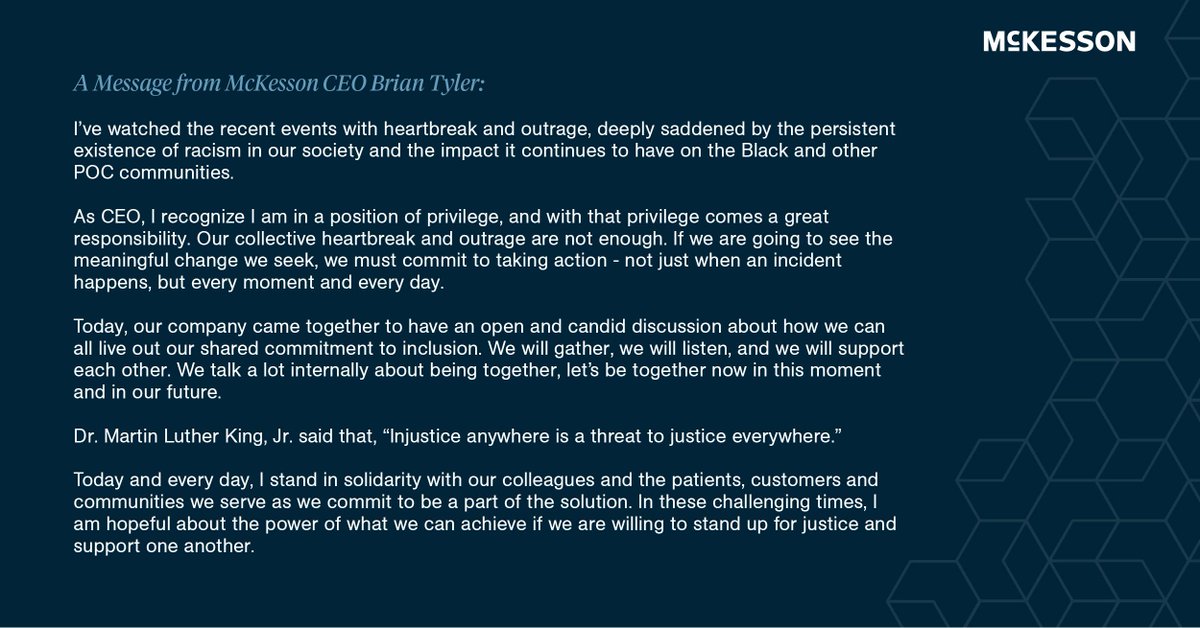 McKESSON
A Message from McKesson CEO Brian Tyler:
I’ve watched the recent events with heartbreak and outrage, deeply saddened by the persistent
existence of racism in our society and the impact it continues to have on the Black and other
POC communities.
As CEO, I recognize I am in a position of privilege, and with that privilege comes a great
responsibility. Our collective heartbreak and outrage are not enough. If we are going to see the
meaningful change we seek, we must commit to taking action - not just when an incident
happens, but every moment and every day.
Today, our company came together to have an open and candid discussion about how we can
all live out our shared commitment to inclusion. We will gather, we will listen, and we will support
each other. We talk a lot internally about being together, let’s be together now in this moment
and in our future.
Dr. Martin Luther King, Jr. said that, “Injustice anywhere is a threat to justice everywhere.”
Today and every day, I stand in solidarity with our colleagues and the patients, customers and
communities we serve as we commit to be a part of the solution. In these challenging times, I
am hopeful about the power of what we can achieve if we are willing to stand up for justice and
support one another.